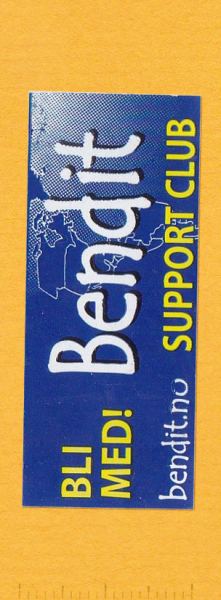 BLI
MED!
Bendit
bendit.no
SUPPORT CLUB